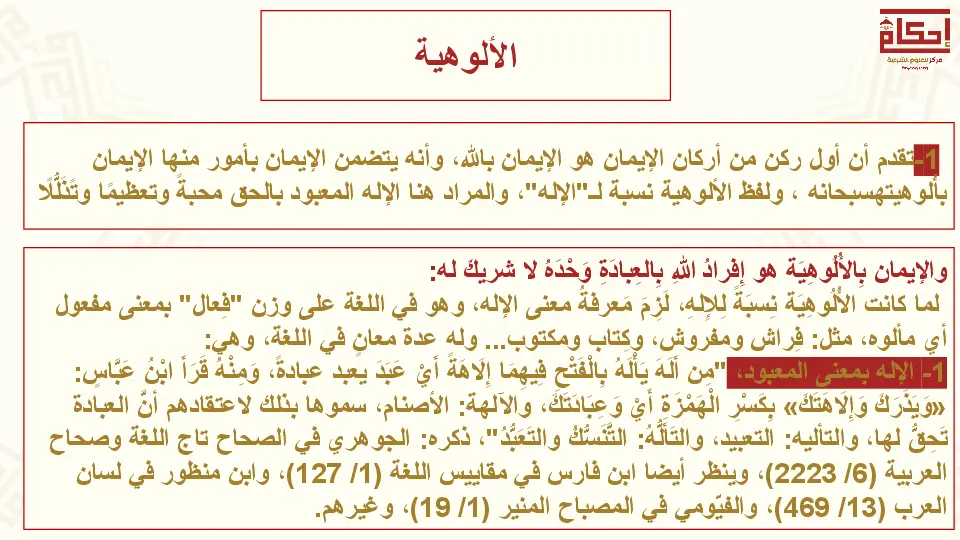 إحكام
مركز للعلوم الشرعية
الألوهية
1-تقدم أن أول ركن من أركان الإيمان هو الإيمان بالله، وأنه يتضمن الإيمان بأمور منها الإيمان
بألوهيتهسبحانه ، ولفظ الألوهية نسبة لـ"الإله"، والمراد هنا الإله المعبود بالحق محبةً وتعظيمًا وتَذَلُّلًا
والإيمان بِالأُلُوهِيَة هو إِفرادُ اللهِ بِالعِبادَةِ وَحْدَهُ لا شريكَ له:
لما كانت الأُلُوهِيَة نِسبَةً لِلإلِهِ، لَزِمَ مَعرفةُ معنى الإله، وهو في اللغة على وزن "فِعال" بمعنى مفعول
أي مألوه، مثل: فِراش ومفروش، وكِتاب ومكتوب... وله عدة معانٍ في اللغة، وهي:
1- الإله بمعنى المعبود، "مِن أَلَهَ يَأْلَهُ بِالْفَتْحِ فِيهِمَا إِلَاهَةً أيْ عَبَدَ يعبد عبادةً، وَمِنْهُ قَرَأَ ابْنُ عَبَّاسٍ:
«وَيَذَرَكَ وَإِلَاهَتَكَ» بِكَسْرِ الْهَمْزَةِ أيْ وَعِبَادَتَكَ، والآلهة: الأصنام، سموها بذلك لاعتقادهم أنَّ العبادة
تَحِقُّ لها، والتأليه: التعبيد، والتَأَلُّهُ: التَّنَسُّكُ والتَعَبُّدُ"، ذكره: الجوهري في الصحاح تاج اللغة وصحاح
العربية (6/ 2223)، وينظر أيضا ابن فارس في مقاييس اللغة (1/ 127)، وابن منظور في لسان
العرب (13/ 469)، والفيّومي في المصباح المنير (1/ 19)، وغيرهم.